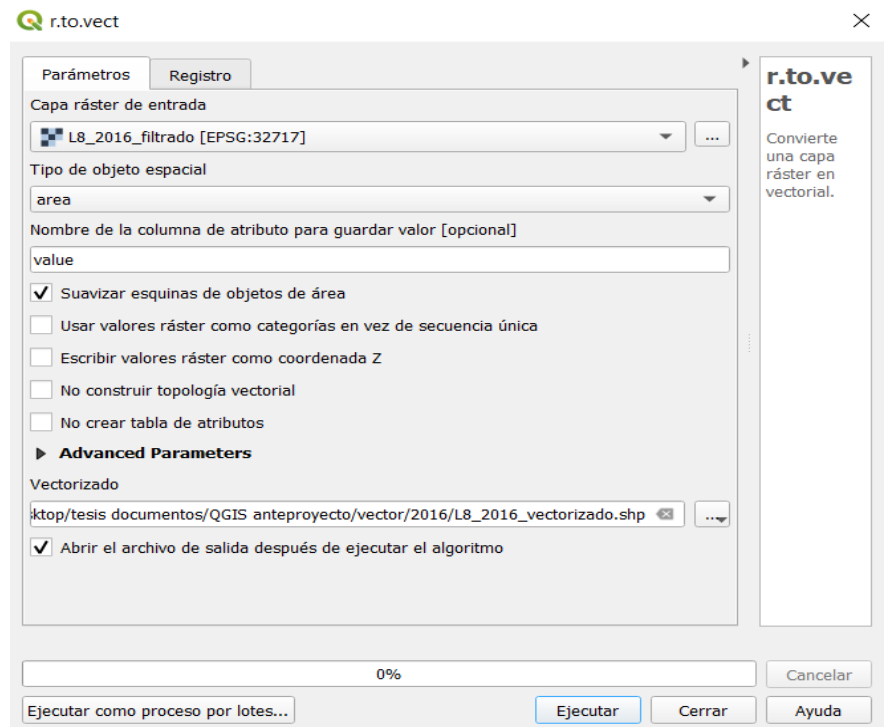 r.to.vect
Parámetros
Registro
Capa ráster de entrada
L8_2016_filtrado [EPSG:32717]
...
Tipo de objeto espacial
area
Nombre de la columna de atributo para guardar valor [opcional]
value
Suavizar esquinas de objetos de área
Usar valores ráster como categorías en vez de secuencia única
Escribir valores ráster como coordenada Z
No construir topología vectorial
No crear tabla de atributos
Advanced Parameters
Vectorizado
ktop/tesis documentos/QGIS anteproyecto/vector/2016/L8_2016_vectorizado.shp
...
Abrir el archivo de salida después de ejecutar el algoritmo
r.to.ve
ct
Convierte
una capa
ráster en
vectorial.
0%
Cancelar
Ejecutar como proceso por lotes...
Ejecutar
Cerrar
Ayuda